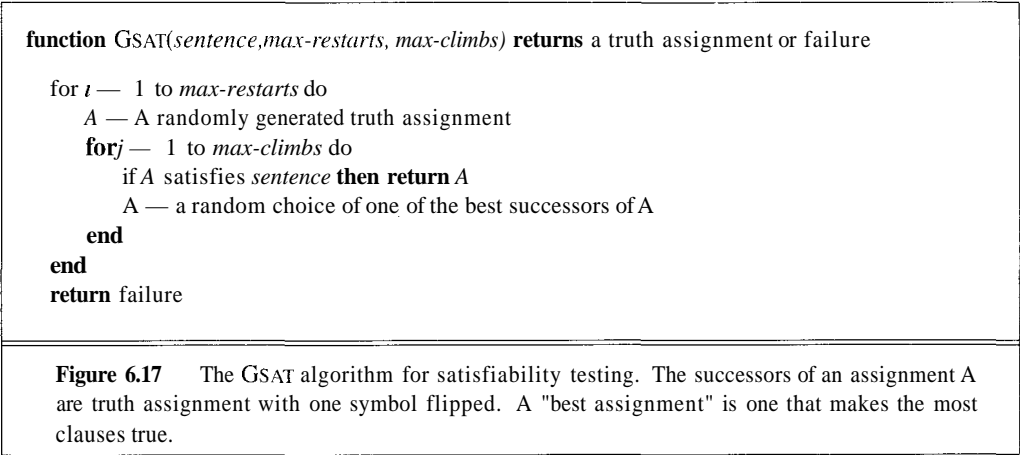 function GSAT(sentence,max-restarts, max-climbs) returns a truth assignment or failure
for ι — 1 to max-restarts do
A — A randomly generated truth assignment
forj — 1 to max-climbs do
if A satisfies sentence then return A
A — a random choice of one of the best successors of A
end
end
return failure
Figure 6.17 The GSAT algorithm for satisfiability testing. The successors of an assignment A
are truth assignment with one symbol flipped. A "best assignment" is one that makes the most
clauses true.